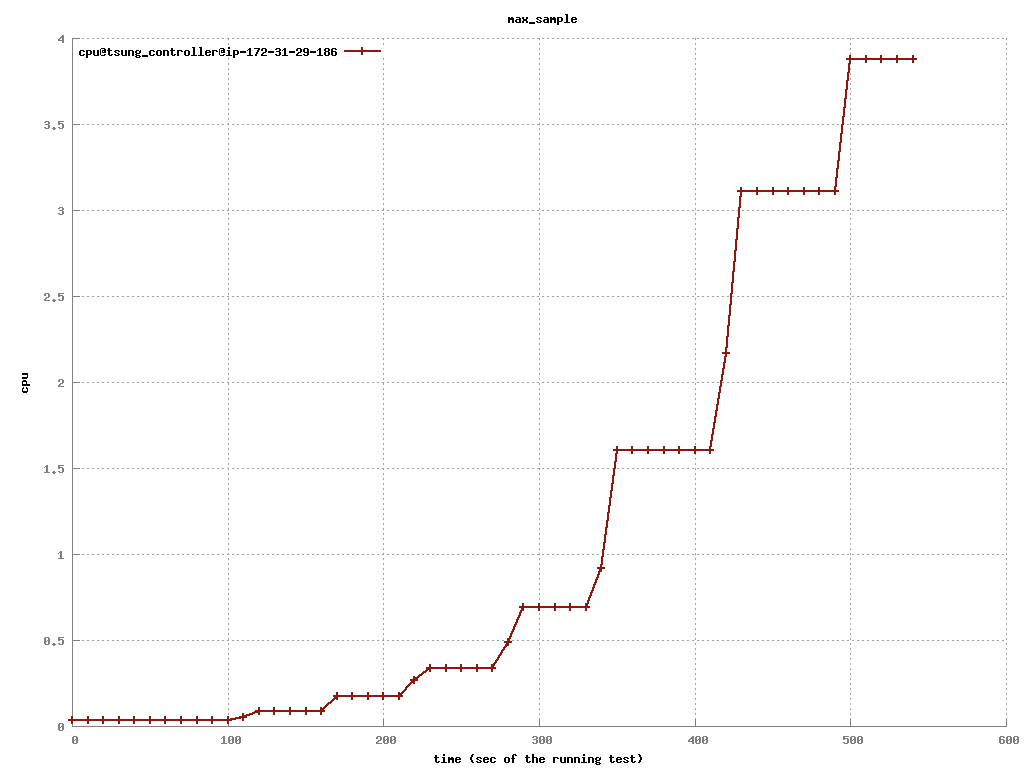 max_sample
cpu@tsung_controller@ip-172-31-29-186
4
3.5
3
2.5
2
1.5
1
0.5
0
cpu
0 100 200 300 400 500 600
time (sec of the running test)